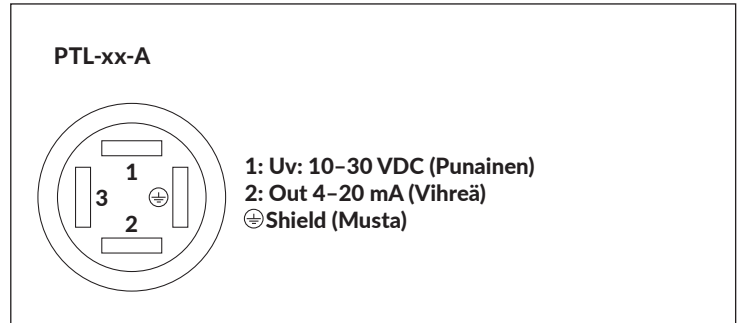 PTL-xx-A
1
3
2
1: Uv: 10–30 VDC (Punainen)
2: Out 4–20 mA (Vihreä)
Shield (Musta)